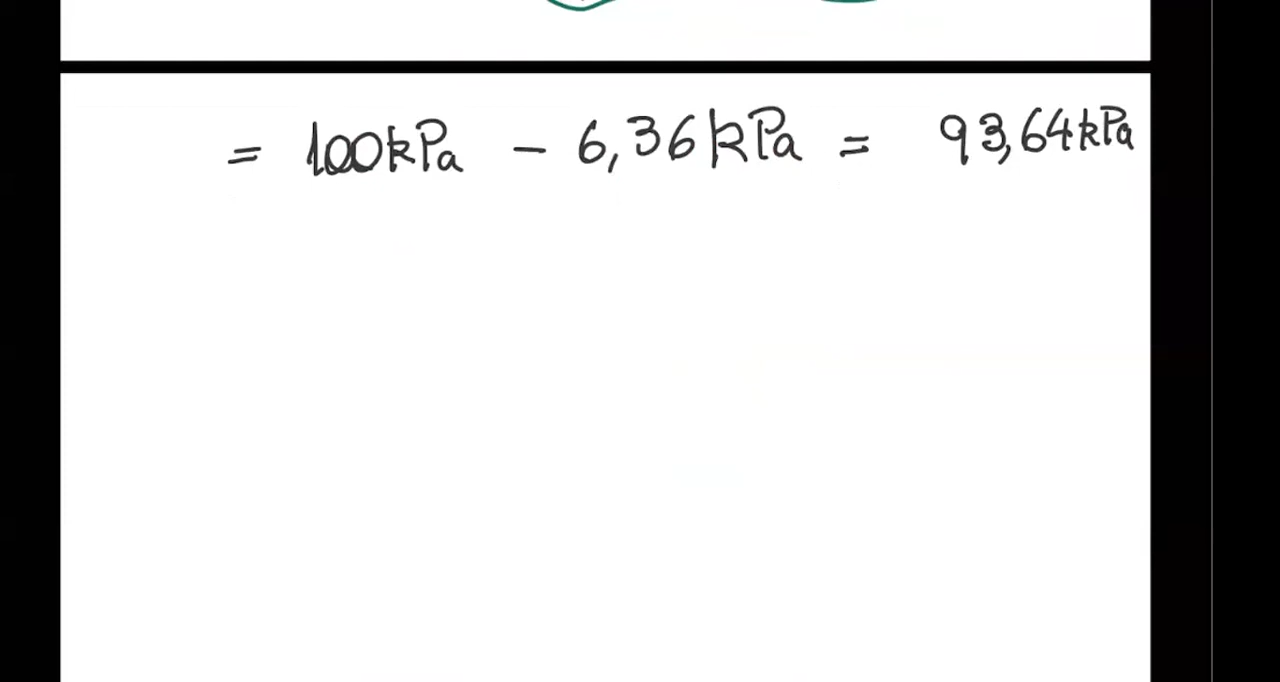 = 100kPa - 6,36kPa = 93,64kPa